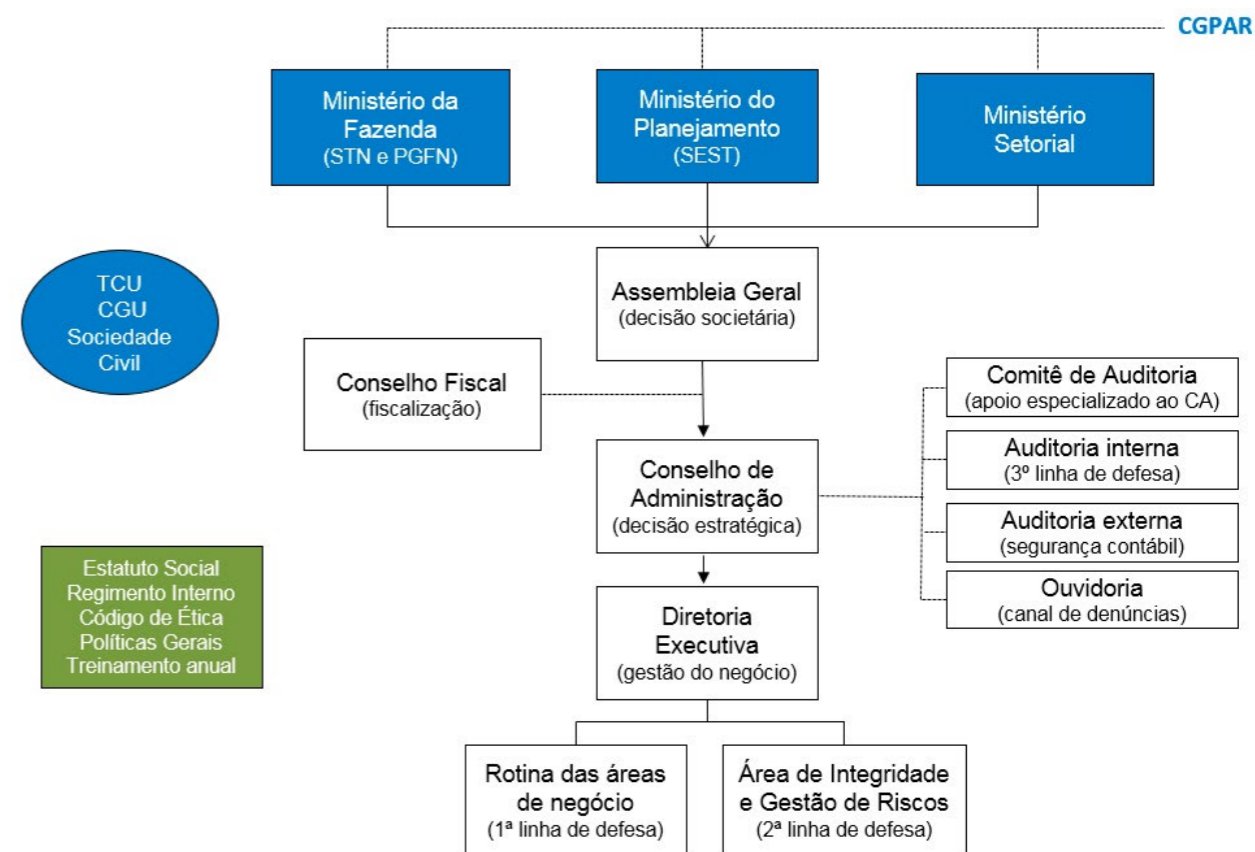 CGPAR
Ministério da
Fazenda
(STN e PGFN)
Ministério do
Planejamento
(SEST)
Ministério
Setorial
TCU
CGU
Sociedade
Civil
Assembleia Geral
(decisão societária)
Conselho Fiscal
(fiscalização)
Comitê de Auditoria
(apoio especializado ao CA)
Auditoria interna
(3º linha de defesa)
Conselho de
Administração
(decisão estratégica)
Auditoria externa
(segurança contábil)
Ouvidoria
(canal de denúncias)
Estatuto Social
Regimento Interno
Código de Ética
Políticas Gerais
Treinamento anual
Diretoria
Executiva
(gestão do negócio)
Rotina das áreas
de negócio
(1ª linha de defesa)
Área de Integridade
e Gestão de Riscos
(2ª linha de defesa)